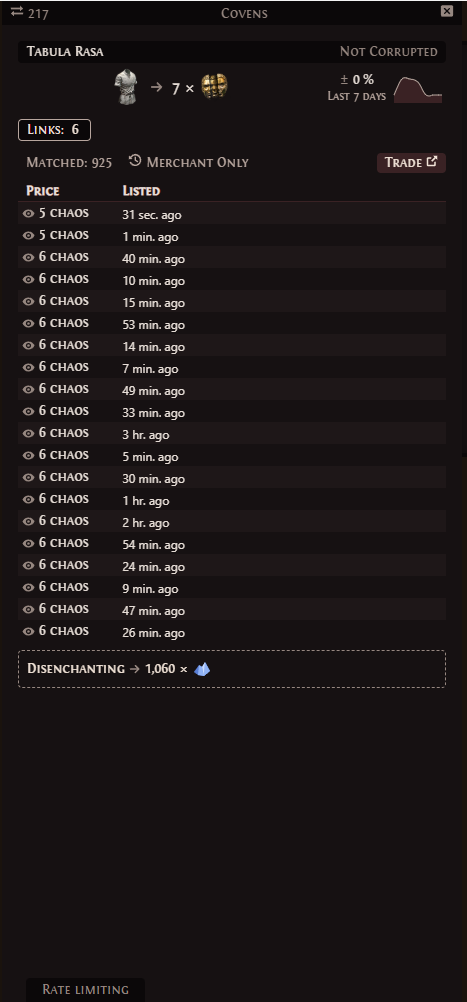 217 Covens
Tabula Rasa Not Corrupted
→ 7 × ± 0 %
Last 7 days
Links: 6
Matched: 925 Merchant Only Trade
Price Listed
5 chaos 31 sec. ago
5 chaos 1 min. ago
6 chaos 40 min. ago
6 chaos 10 min. ago
6 chaos 15 min. ago
6 chaos 53 min. ago
6 chaos 14 min. ago
6 chaos 7 min. ago
6 chaos 49 min. ago
6 chaos 33 min. ago
6 chaos 3 hr. ago
6 chaos 5 min. ago
6 chaos 30 min. ago
6 chaos 1 hr. ago
6 chaos 2 hr. ago
6 chaos 54 min. ago
6 chaos 24 min. ago
6 chaos 9 min. ago
6 chaos 47 min. ago
6 chaos 26 min. ago
Disenchanting → 1,060 ×
Rate limiting